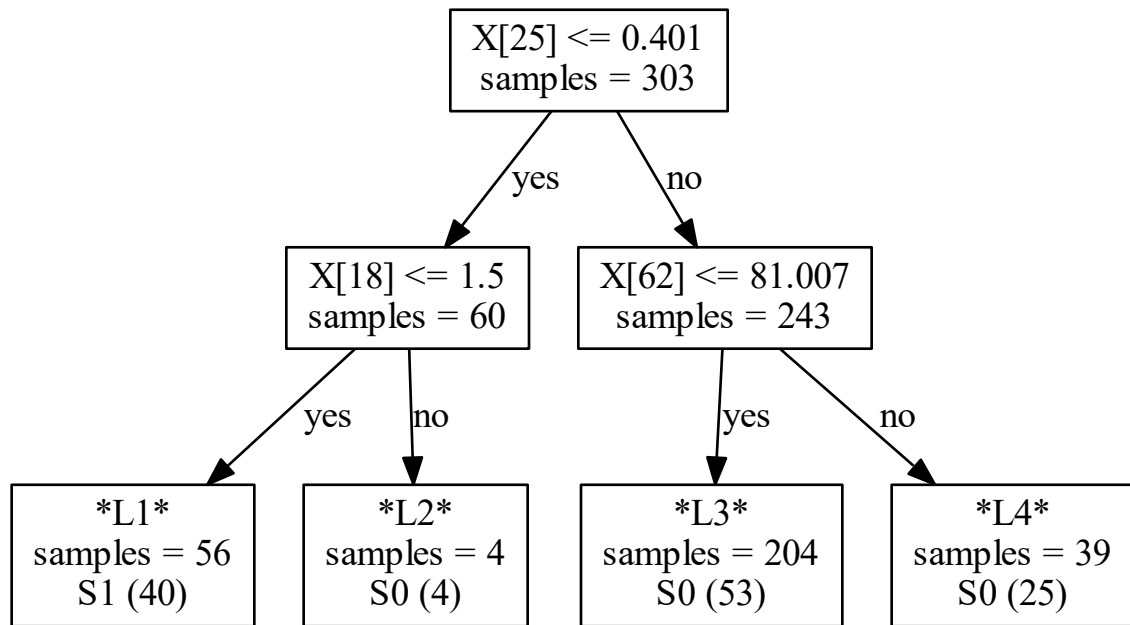 X[25] <= 0.401
samples = 303
yes
no
X[18] <= 1.5
samples = 60
X[62] <= 81.007
samples = 243
yes
no
yes
no
*L1*
samples = 56
S1 (40)
*L2*
samples = 4
S0 (4)
*L3*
samples = 204
S0 (53)
*L4*
samples = 39
S0 (25)